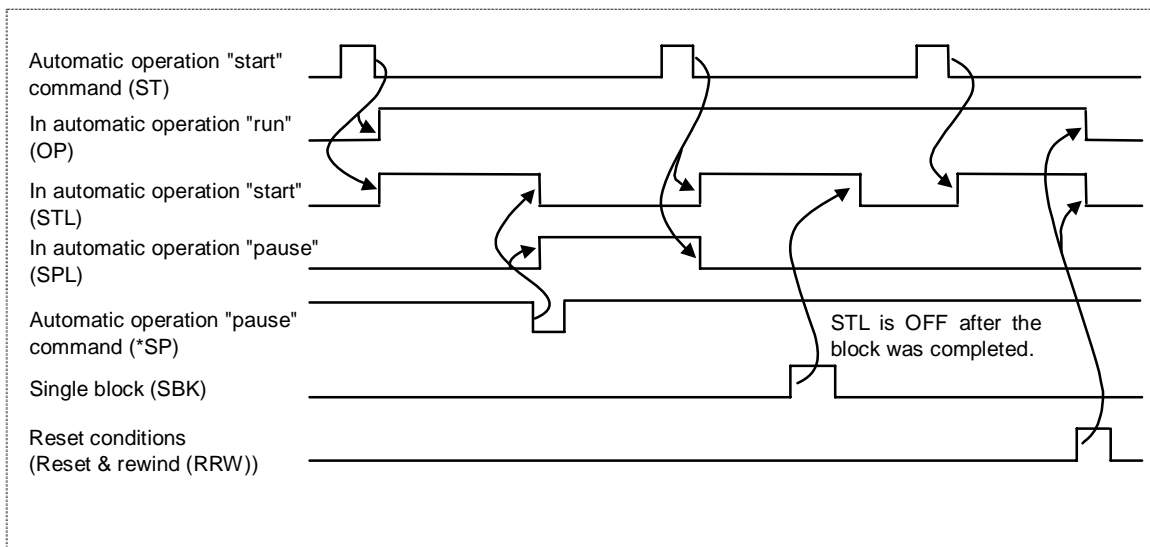 Automatic operation "start"
command (ST)
In automatic operation "run"
(OP)
In automatic operation "start"
(STL)
In automatic operation "pause"
(SPL)
Automatic operation "pause"
command (*SP)
STL is OFF after the
block was completed.
Single block (SBK)
Reset conditions
(Reset & rewind (RRW))